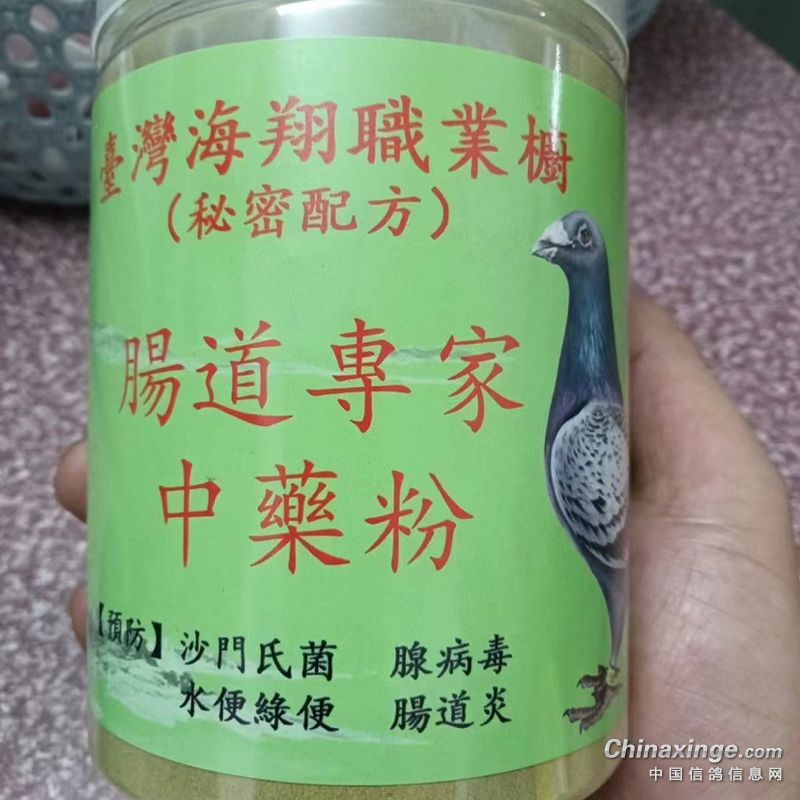 臺灣海翔職業櫥
（秘密配方）
腸道專家
中藥粉
【預防】沙門氏菌 腺病毒
水便綠便 腸道炎
Chinaxinge.com
中国信鸽信息网